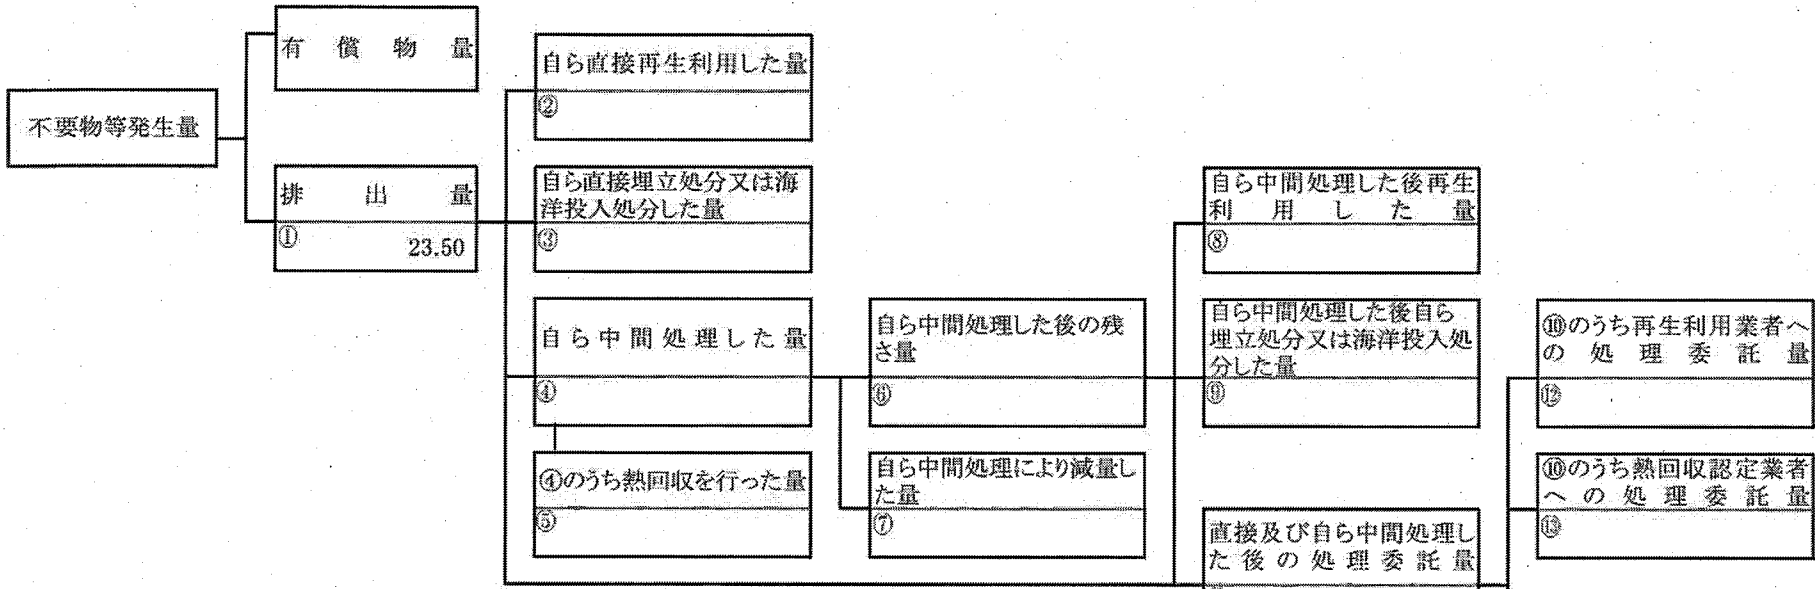 有償物量
不要物等発生量
排出量
①
23.50
自ら直接再生利用した量
②
自ら直接埋立処分又は海
洋投入処分した量
③
自ら中間処理した量
④
④のうち熱回収を行った量
⑤
自ら中間処理した後の残
さ量
⑥
自ら中間処理により減量し
た量
⑦
自ら中間処理した後再生
利用した量
⑧
自ら中間処理した後自ら
埋立処分又は海洋投入処
分した量
⑨
直接及び自ら中間処理し
た後の処理委託量
⑩のうち再生利用業者へ
の処理委託量
⑫
⑩のうち熱回収認定業者
への処理委託量
⑬